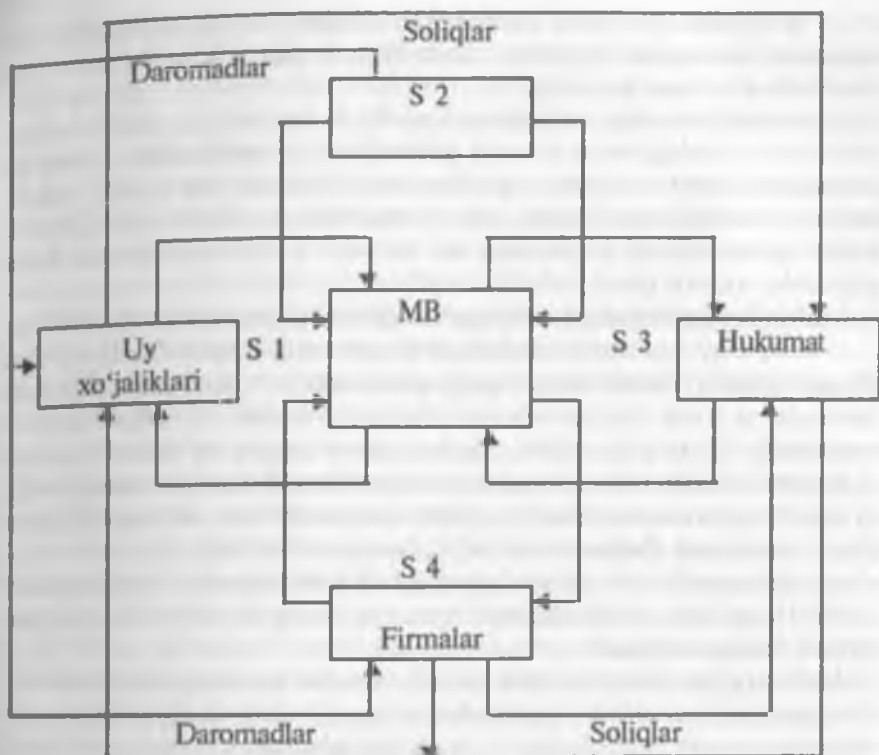 Soliqlar
Daromadlar
S 2
MB
Uy
xo‘jaliklari
S 1
S 3
Hukumat
S 4
Firmalar
Daromadlar
Soliqlar